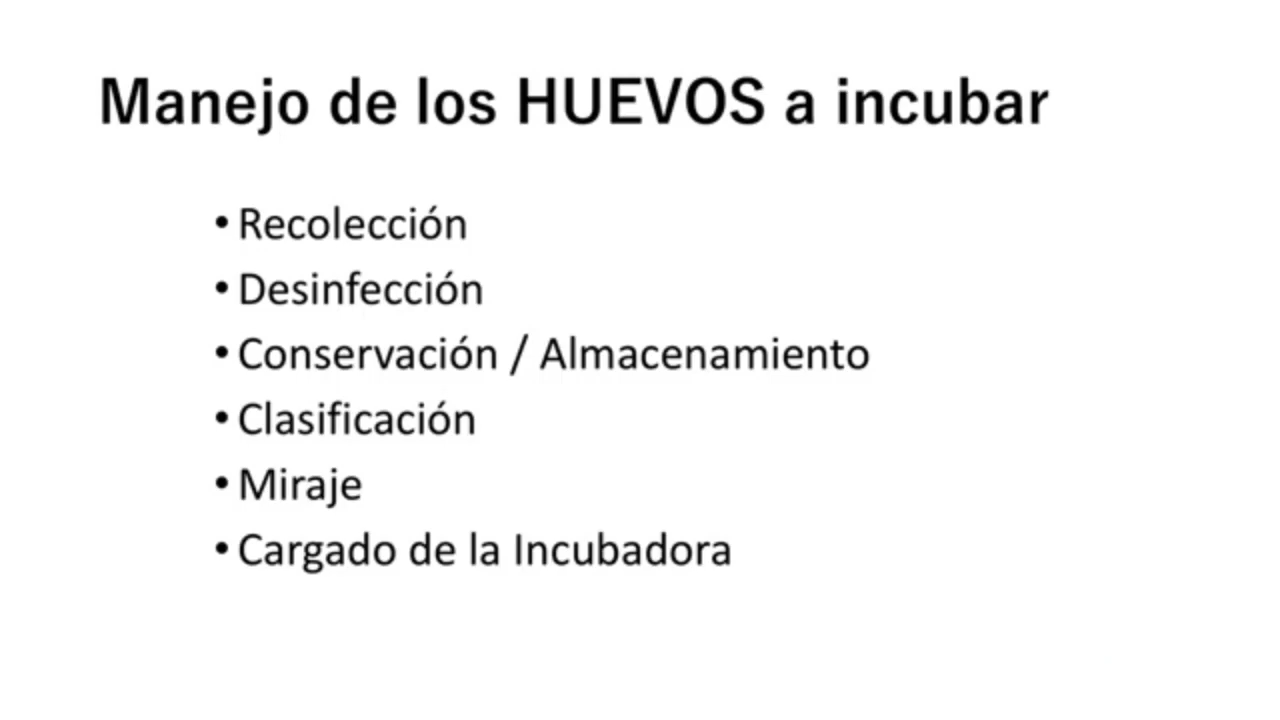 Manejo de los HUEVOS a incubar
• Recolección
• Desinfección
• Conservación / Almacenamiento
• Clasificación
• Miraje
• Cargado de la Incubadora